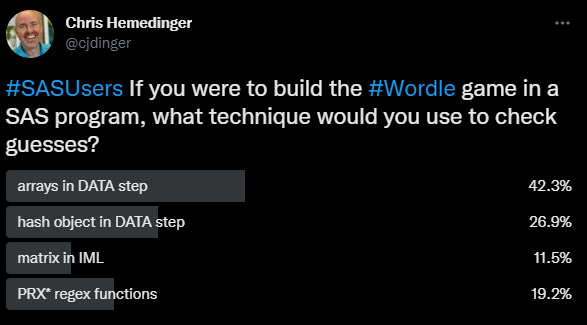 Chris Hemedinger
@cjdinger
#SASUsers If you were to build the #Wordle game in a
SAS program, what technique would you use to check
guesses?
arrays in DATA step 42.3%
hash object in DATA step 26.9%
matrix in IML 11.5%
PRX* regex functions 19.2%